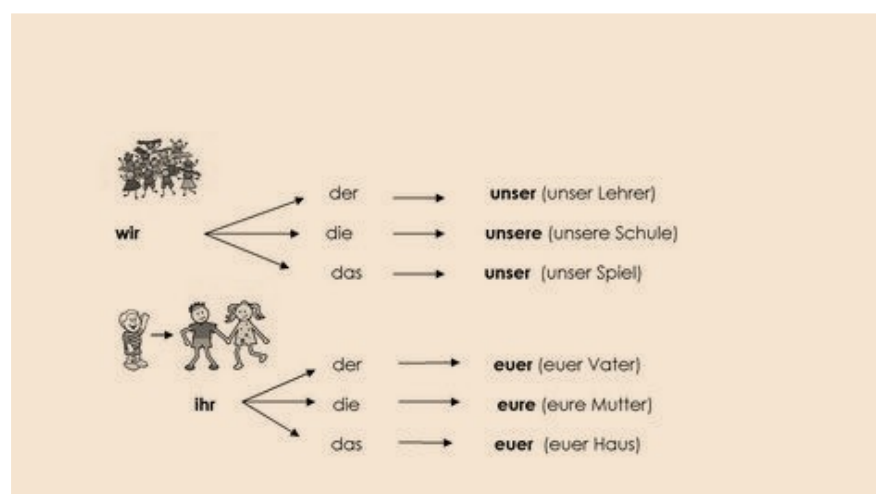 der unser (unser Lehrer)
wir die unsere (unsere Schule)
das unser (unser Spiel)
der euer (euer Vater)
ihr die eure (eure Mutter)
das euer (euer Haus)